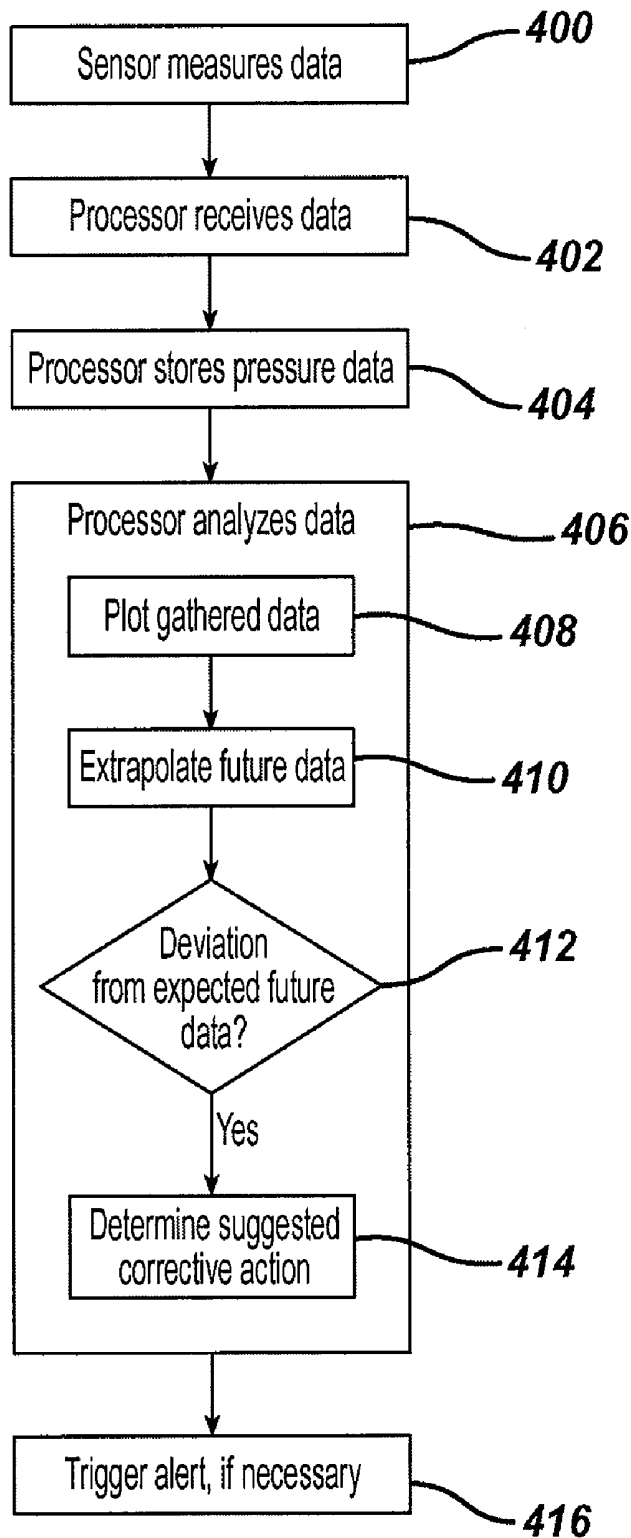 400
Sensor measures data
Processor receives data
402
Processor stores pressure data
404
Processor analyzes data
406
Plot gathered data
408
Extrapolate future data
410
Deviation
from expected future
data?
412
Yes
Determine suggested
corrective action
414
Trigger alert, if necessary
416